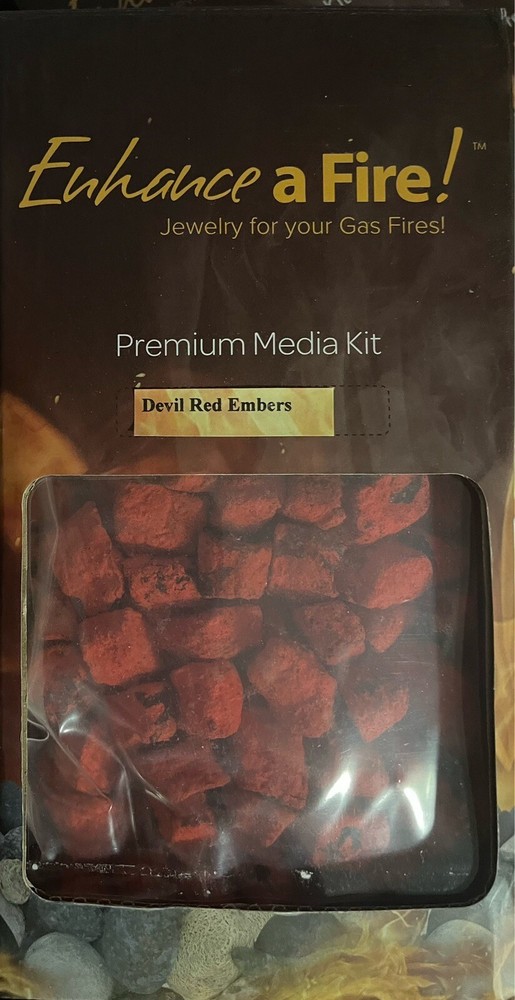 Enhance a Fire! ™
Jewelry for your Gas Fires!
Premium Media Kit
Devil Red Embers